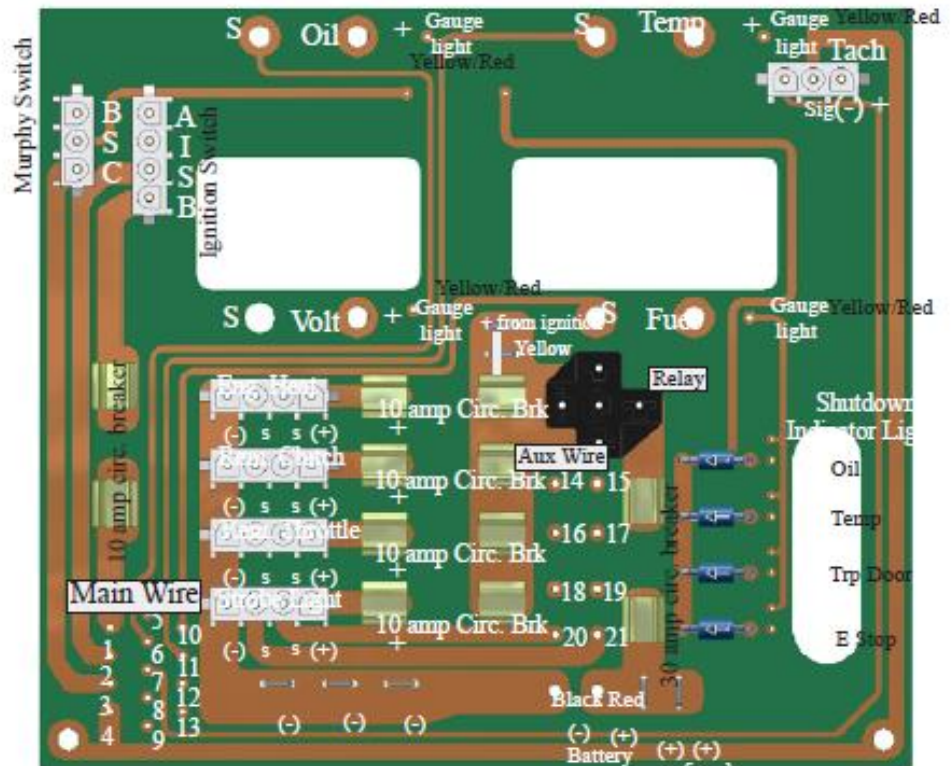 S Oil + Gauge light S Temp + Gauge light Yellow/Red
Yellow/Red
Tach
Sig(-) +
Murphy Switch
B
S
C
A
I
S
B
Ignition Switch
Yellow/Red
Yellow/Red
S Volt + Gauge light S Fuel Gauge light
+ from ignition
Yellow
Relay
Shutdown
10 amp circ. breaker
(-) s s (+)
10 amp Circ. Brk
+
Aux Wire
Oil
(-) s s (+)
10 amp Circ. Brk
+
14 15
Temp
Throttle
(-) s s (+)
10 amp Circ. Brk
+
16 17
30 amp circ. breaker
Trp Door
Main Wire
18 19
(-) s s (+)
10 amp Circ. Brk
+
20 21
E Stop
1
2
3
4
5
6
7
8
9
10
11
12
13
Black Red
(-) (-) (-)
(-) (+)
Battery
(+) (+)